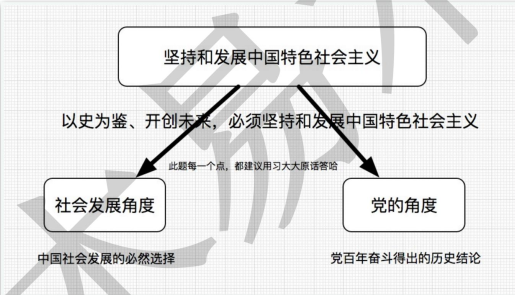 坚持和发展中国特色社会主义
以史为鉴、开创未来，必须坚持和发展中国特色社会主义
此题每一个点，都建议用习大大原话答哈
社会发展角度
党的角度
中国社会发展的必然选择
党百年奋斗得出的历史结论